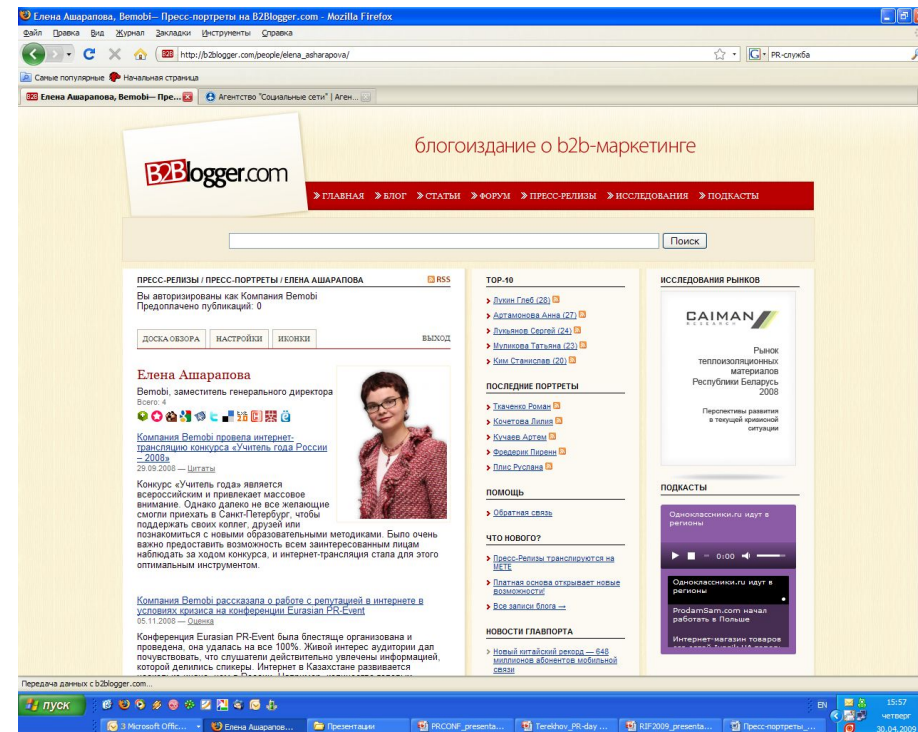 Елена Ашарапова, Bemobi— Пресс-портреты на B2Blogger.com - Mozilla Firefox
Файл Правка Вид Журнал Закладки Инструменты Справка
http://b2blogger.com/people/elena_asharapova/
PR-служба
Самые популярные Начальная страница
Елена Ашарапова, Bemobi— Пре... Агентство "Социальные сети" | Аген...
блогоиздание о b2b-маркетинге
B2Blogger.com
ГЛАВНАЯ БЛОГ СТАТЬИ ФОРУМ ПРЕСС-РЕЛИЗЫ ИССЛЕДОВАНИЯ ПОДКАСТЫ
Поиск
ПРЕСС-РЕЛИЗЫ / ПРЕСС-ПОРТРЕТЫ / ЕЛЕНА АШАРАПОВА RSS
Вы авторизированы как Компания Bemobi
Предоплачено публикаций: 0
ДОСКА ОБЗОРА НАСТРОЙКИ ИКОНКИ ВЫХОД
Елена Ашарапова
Bemobi, заместитель генерального директора
Всего: 4
Компания Bemobi провела интернет-
трансляцию конкурса «Учитель года России
– 2008»
29.09.2008 — Цитаты
Конкурс «Учитель года» является
всероссийским и привлекает массовое
внимание. Однако далеко не все желающие
смогли приехать в Санкт-Петербург, чтобы
поддержать своих коллег, друзей или
познакомиться с новыми образовательными методиками. Было очень
важно предоставить возможность всем заинтересованным лицам
наблюдать за ходом конкурса, и интернет-трансляция стала для этого
оптимальным инструментом.
Компания Bemobi рассказала о работе с репутацией в интернете в
условиях кризиса на конференции Eurasian PR-Event
05.11.2008 — Оценка
Конференция Eurasian PR-Event была блестяще организована и
проведена, она удалась на все 100%. Живой интерес аудитории дал
почувствовать, что слушатели действительно увлечены информацией,
которой делились спикеры. Интернет в Казахстане развивается
TOP-10
Лукин Глеб (28)
Артамонова Анна (27)
Лукьянов Сергей (24)
Муликова Татьяна (23)
Ким Станислав (20)
ПОСЛЕДНИЕ ПОРТРЕТЫ
Ткаченко Роман
Кочетова Лилия
Кучаев Артем
Фредерик Пиренн
Плис Руслана
ПОМОЩЬ
Обратная связь
ЧТО НОВОГО?
Пресс-Релизы транслируются на
МЕТЕ
Платная основа открывает новые
возможности!
Все записи блога →
НОВОСТИ ГЛАВПОРТА
Новый китайский рекорд — 648
миллионов абонентов мобильной
связи
ИССЛЕДОВАНИЯ РЫНКОВ
CAIMAN
RESEARCH
Рынок
теплоизоляционных
материалов
Республики Беларусь
2008
Перспективы развития
в текущей кризисной
ситуации
ПОДКАСТЫ
Одноклассники.ru идут в
регионы
0:00
Одноклассники.ru идут в
регионы
ProdamSam.com начал
работать в Польше
Интернет-магазин товаров
Передача данных с b2blogger.com...
пуск
EN
15:57
четверг
30.04.2009
3 Microsoft Offic... Елена Ашарапов... Презентации PRCONF_presenta... Terekhov_PR-day ... RIF2009_presenta... Пресс-портреты_...